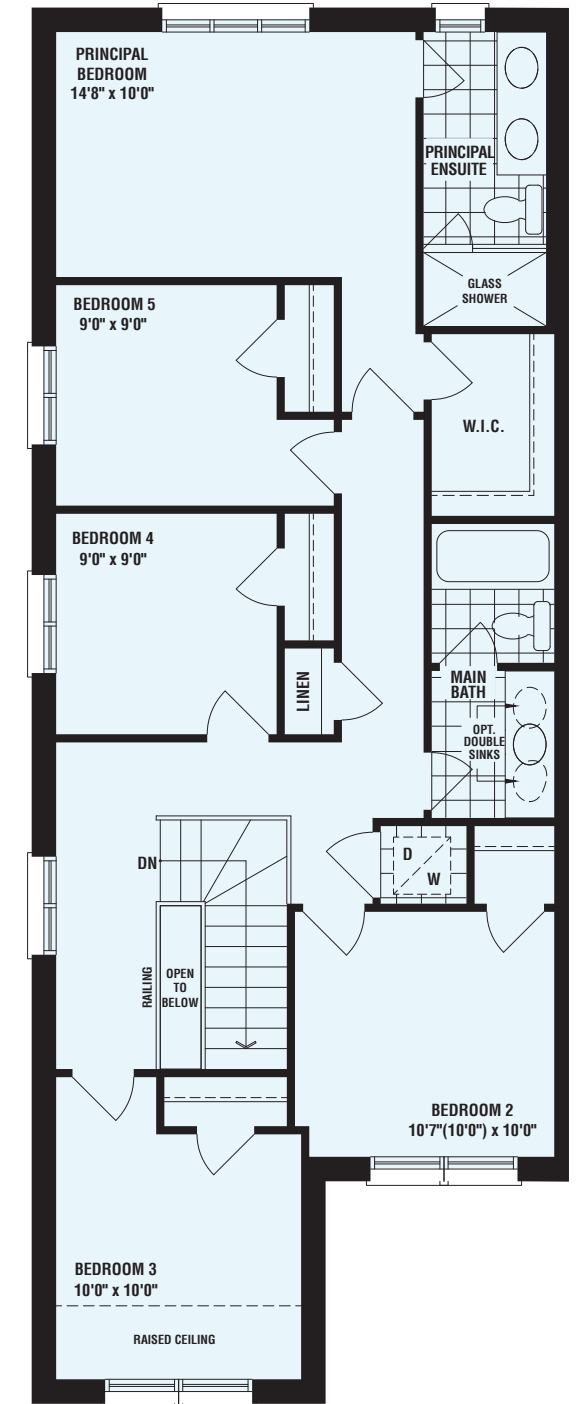 PRINCIPAL
BEDROOM
14'8" x 10'0"
PRINCIPAL
ENSUITE
GLASS
SHOWER
BEDROOM 5
9'0" x 9'0"
W.I.C.
BEDROOM 4
9'0" x 9'0"
LINEN
MAIN
BATH
OPT.
DOUBLE
SINKS
DN
D
W
RAILING
OPEN
TO
BELOW
BEDROOM 2
10'7"(10'0") x 10'0"
BEDROOM 3
10'0" x 10'0"
RAISED CEILING